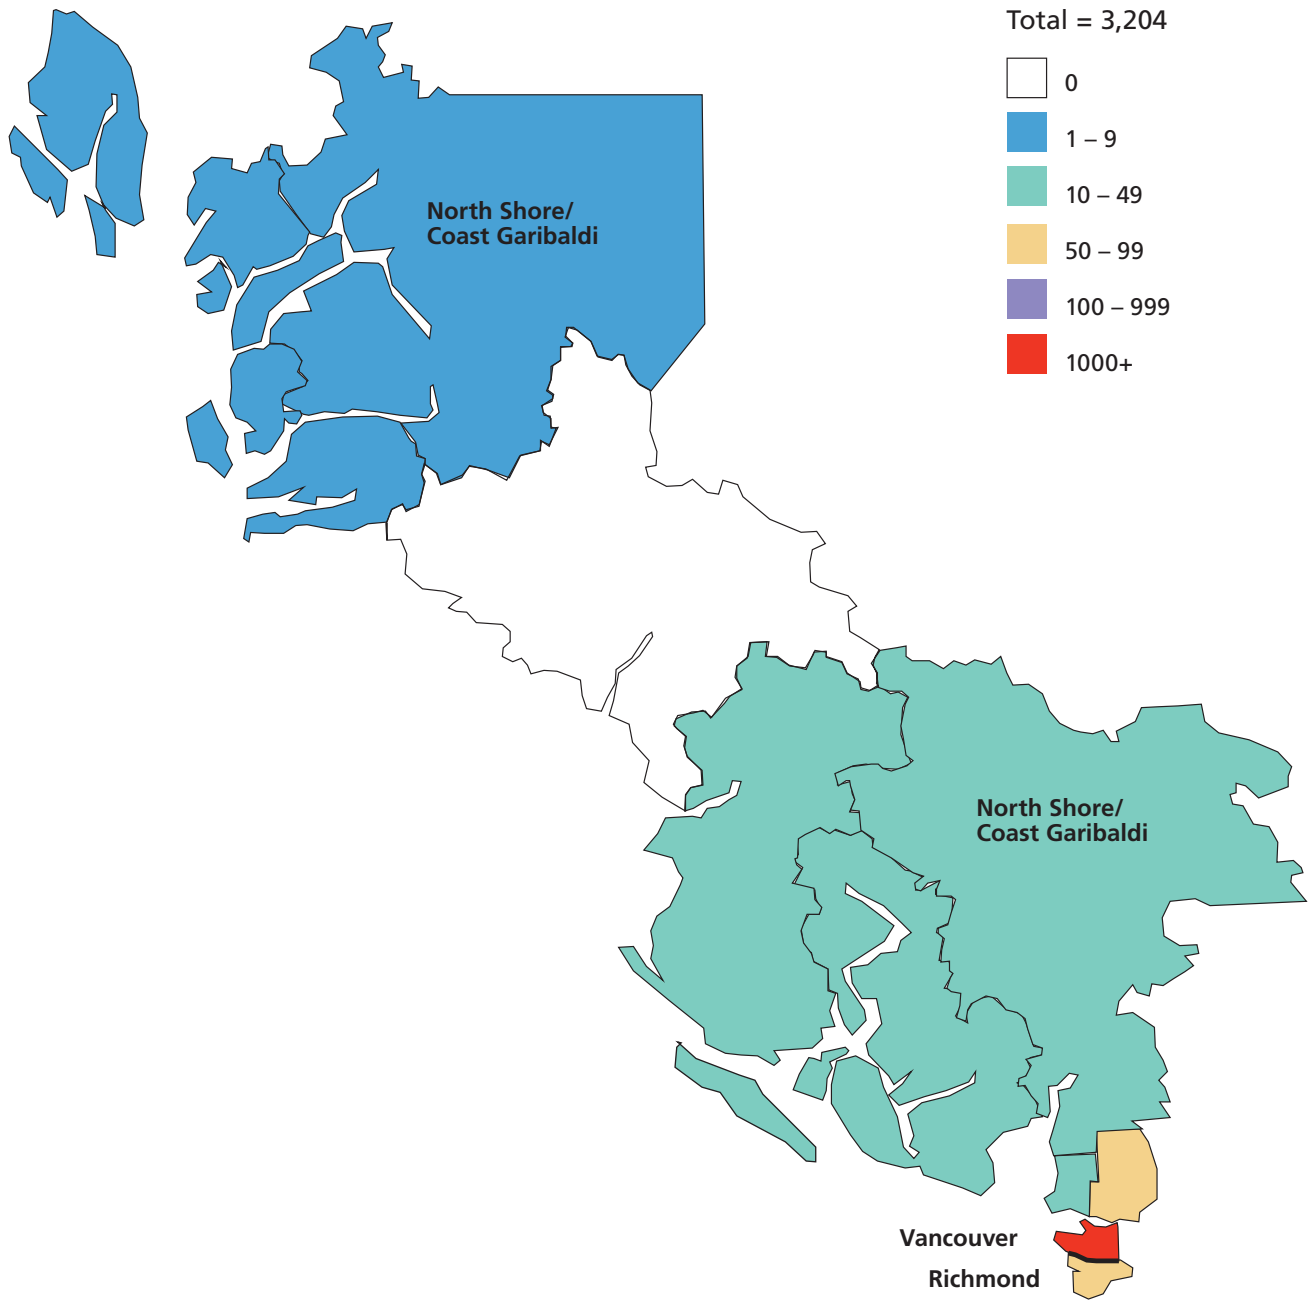 Total = 3,204
0
1 – 9
10 – 49
50 – 99
100 – 999
1000+
North Shore/
Coast Garibaldi
North Shore/
Coast Garibaldi
Vancouver
Richmond